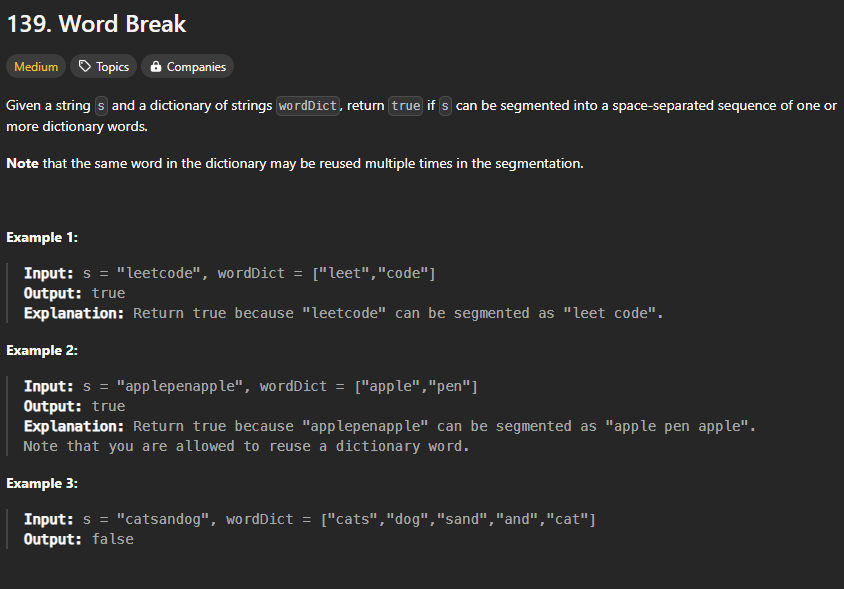 139. Word Break
Medium Topics Companies
Given a string s and a dictionary of strings wordDict, return true if s can be segmented into a space-separated sequence of one or
more dictionary words.
Note that the same word in the dictionary may be reused multiple times in the segmentation.
Example 1:
Input: s = "leetcode", wordDict = ["leet","code"]
Output: true
Explanation: Return true because "leetcode" can be segmented as "leet code".
Example 2:
Input: s = "applepenapple", wordDict = ["apple","pen"]
Output: true
Explanation: Return true because "applepenapple" can be segmented as "apple pen apple".
Note that you are allowed to reuse a dictionary word.
Example 3:
Input: s = "catsandog", wordDict = ["cats","dog","sand","and","cat"]
Output: false